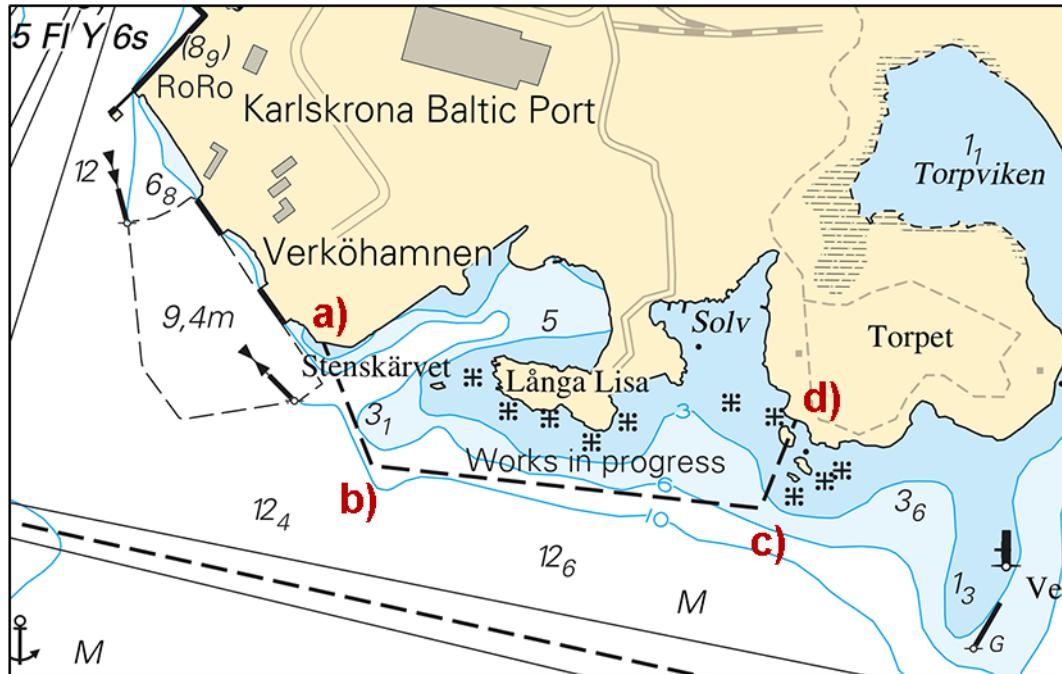 5 Fl Y 6s
(8₉)
RoRo
Karlskrona Baltic Port
12
6₈
1₁
Torpviken
Verköhamnen
9,4m
a)
5
Solv
Torpet
Stenskärvet
Långa Lisa
d)
3₁
3
Works in progress
6
b)
10
c)
3₆
12₄
12₆
1₃
Ve
M
G
M